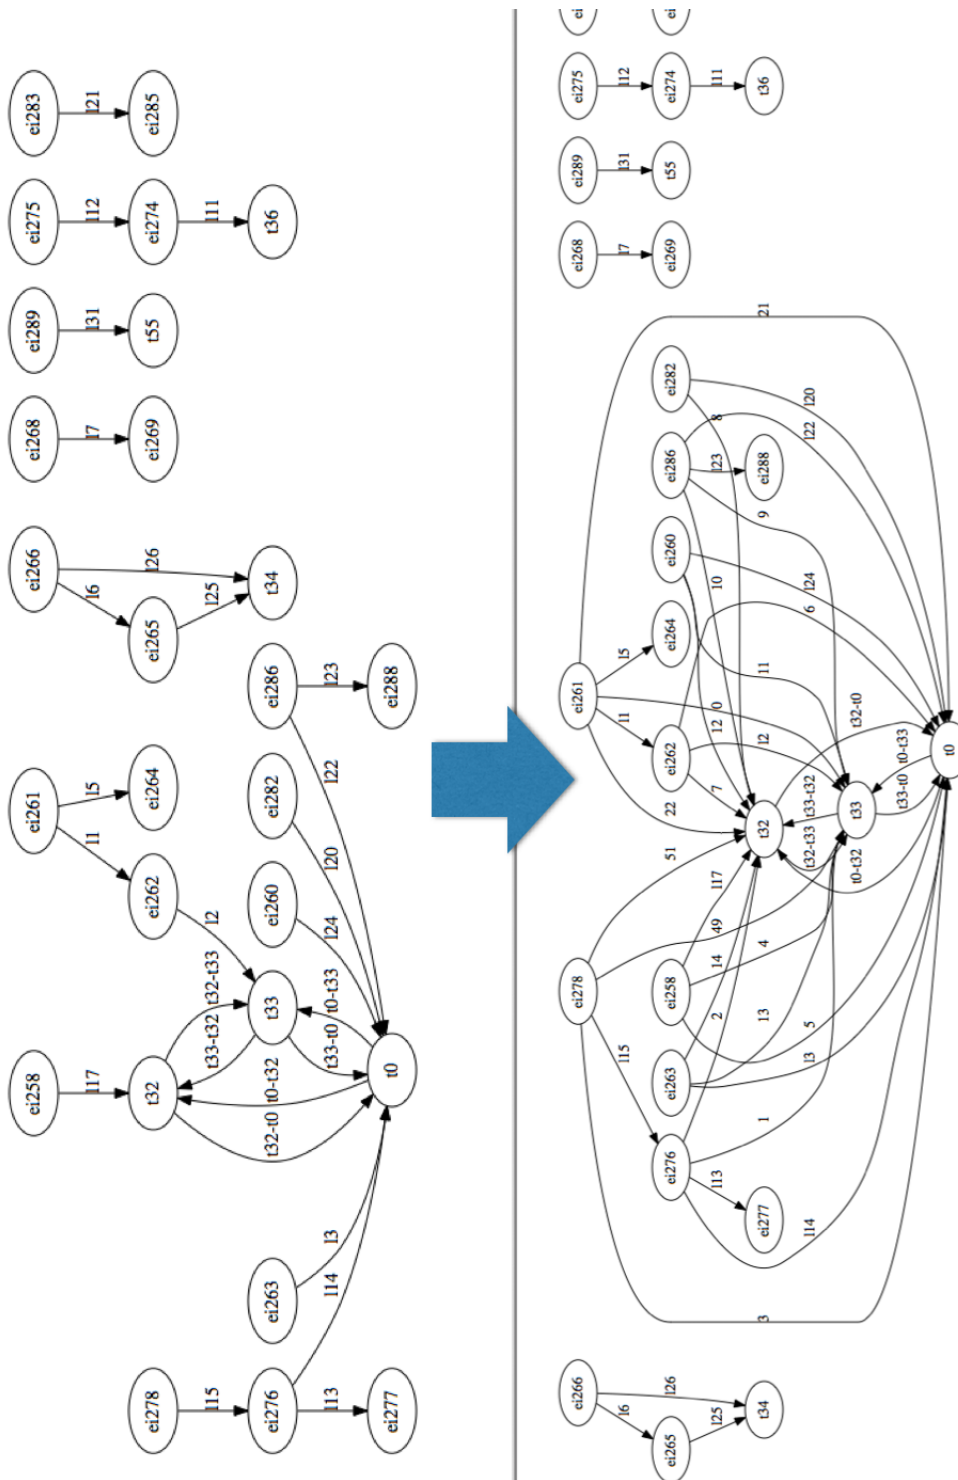 ei283
l21
ei285
ei275
l12
ei274
l11
t36
ei289
l31
t55
ei268
l7
ei269
ei266
l26
l6
l25
ei265
t34
ei286
l23
ei288
ei261
l5
ei264
l1
ei262
ei282
l22
l20
ei260
l24
l2
t32-t33
t33-t32
t33
t0-t33
t33-t0
ei258
l17
t32
t0-t32
t32-t0
t0
ei263
l3
l14
ei278
l15
ei276
l13
ei277
ei275
l12
ei274
l11
t36
ei289
l31
t55
ei268
l7
ei269
21
ei282
l20
8
l22
ei286
l23
ei288
9
ei260
10
l24
6
ei264
l5
ei261
l1
11
0
12
t32-t0
ei262
l2
t0-t33
7
t33-t32
t33-t0
t0
22
t32
t33
t32-t33
t0-t32
51
l17
49
4
14
ei278
ei258
2
13
5
l15
l3
ei263
1
ei276
l13
ei277
l14
3
ei266
l26
l6
l25
ei265
t34